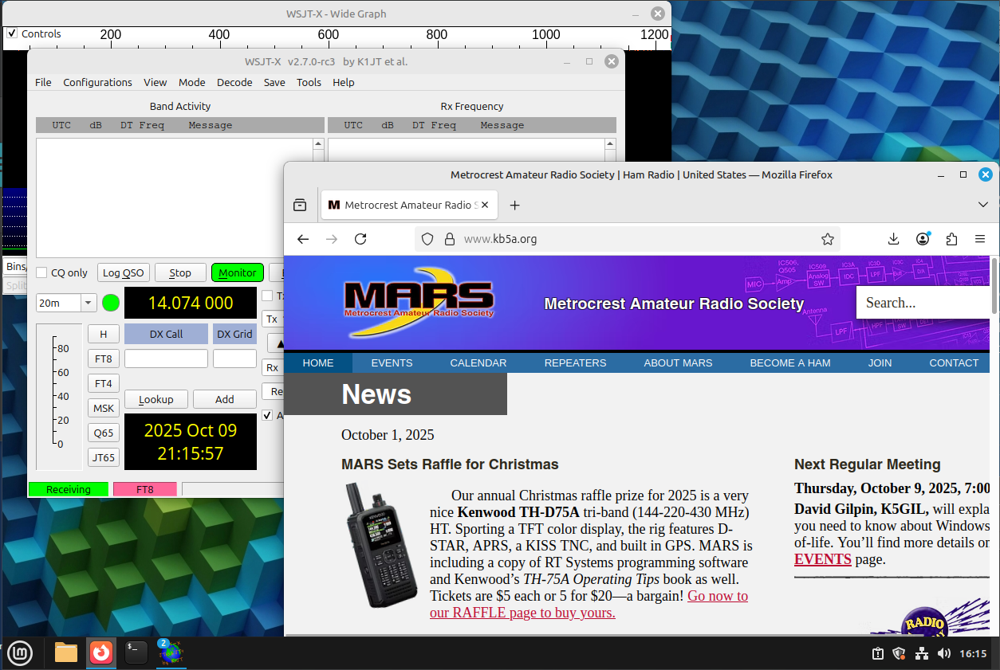 WSJT-X - Wide Graph
Controls
200 400 600 800 1000 1200
WSJT-X v2.7.0-rc3 by K1JT et al.
File Configurations View Mode Decode Save Tools Help
Band Activity
Rx Frequency
UTC dB DT Freq Message
UTC dB DT Freq Message
Bins/
Split
CQ only
Log QSO
Stop
Monitor
20m
14.074 000
Tx
80
60
40
20
0
H
FT8
FT4
MSK
Q65
JT65
DX Call
DX Grid
Rx
Re
Lookup
Add
A
2025 Oct 09
21:15:57
Receiving
FT8
Metrocrest Amateur Radio Society | Ham Radio | United States — Mozilla Firefox
M Metrocrest Amateur Radio S
www.kb5a.org
MARS
Metrocrest Amateur Radio Society
Metrocrest Amateur Radio Society
IC506,
Q505
IC509
IC3A
IC3D
IC3C
IC4
MIC
Amp
Analog
SW
IDC
LPF
Buff
D/A
Antenna
LPF
HPF
SW
Search...
HOME
EVENTS
CALENDAR
REPEATERS
ABOUT MARS
BECOME A HAM
JOIN
CONTACT
News
October 1, 2025
MARS Sets Raffle for Christmas
Our annual Christmas raffle prize for 2025 is a very
nice Kenwood TH-D75A tri-band (144-220-430 MHz)
HT. Sporting a TFT color display, the rig features D-
STAR, APRS, a KISS TNC, and built in GPS. MARS is
including a copy of RT Systems programming software
and Kenwood’s TH-75A Operating Tips book as well.
Tickets are $5 each or 5 for $20—a bargain! Go now to
our RAFFLE page to buy yours.
KENWOOD
Next Regular Meeting
Thursday, October 9, 2025, 7:00
David Gilpin, K5GIL, will expla
you need to know about Windows
of-life. You’ll find more details on
EVENTS page.
RADIO
$_
2
16:15